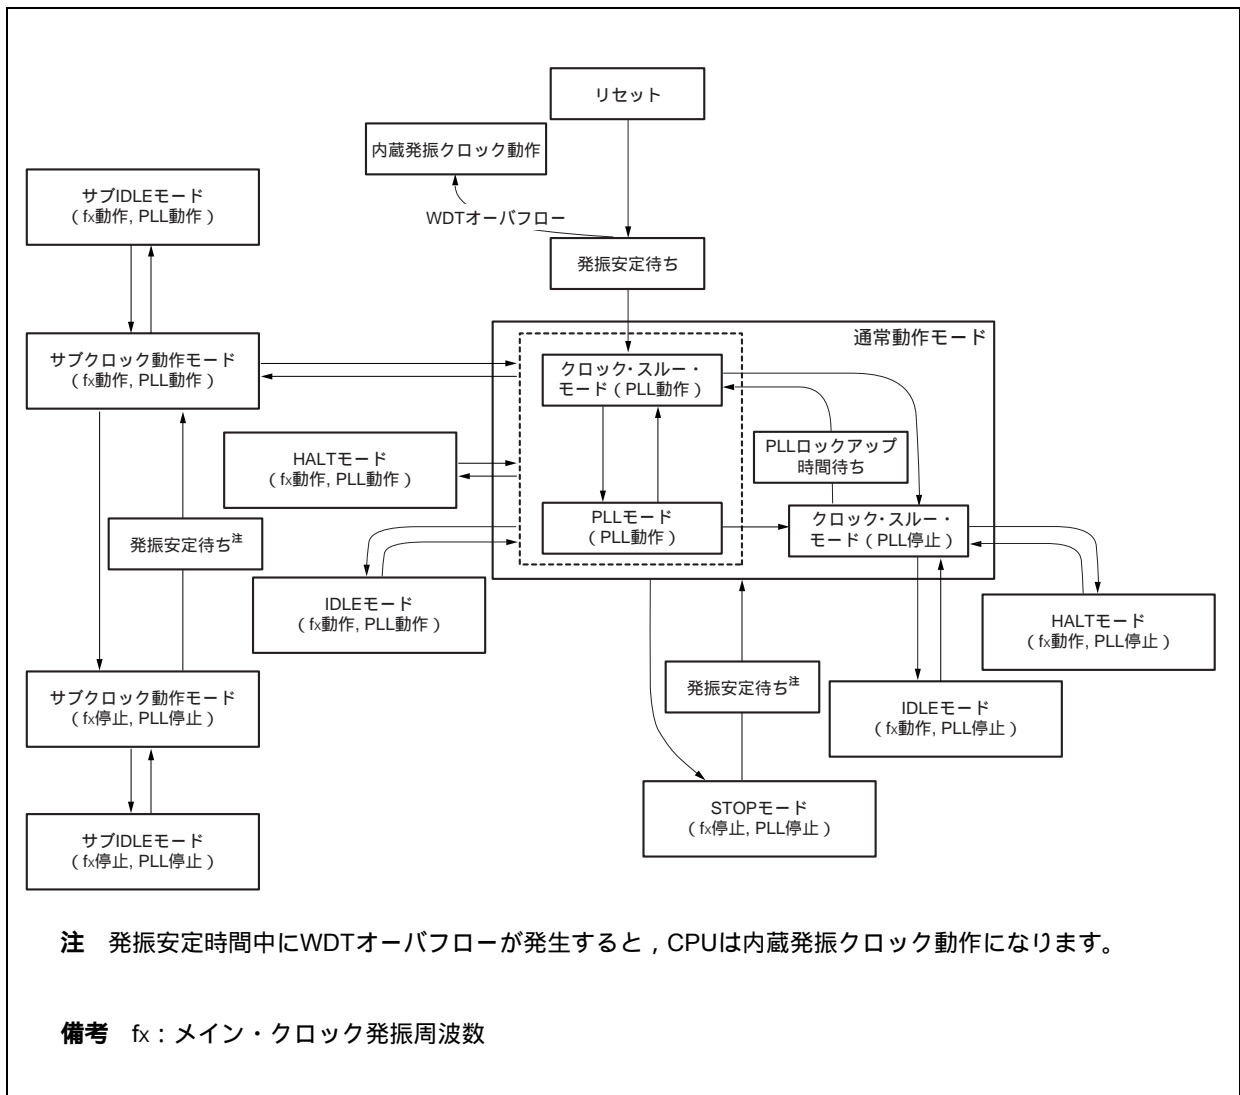 リセット
内蔵発振クロック動作
WDTオーバフロー
発振安定待ち
サブIDLEモード
（fx動作, PLL動作）
通常動作モード
サブクロック動作モード
（fx動作, PLL動作）
クロック・スルー・
モード（PLL動作）
HALTモード
（fx動作, PLL動作）
PLLロックアップ
時間待ち
発振安定待ち注
PLLモード
（PLL動作）
クロック・スルー・
モード（PLL停止）
IDLEモード
（fx動作, PLL動作）
HALTモード
（fx動作, PLL停止）
サブクロック動作モード
（fx停止, PLL停止）
発振安定待ち注
IDLEモード
（fx動作, PLL停止）
STOPモード
（fx停止, PLL停止）
サブIDLEモード
（fx停止, PLL停止）
注　発振安定時間中にWDTオーバフローが発生すると，CPUは内蔵発振クロック動作になります。
備考　fx：メイン・クロック発振周波数